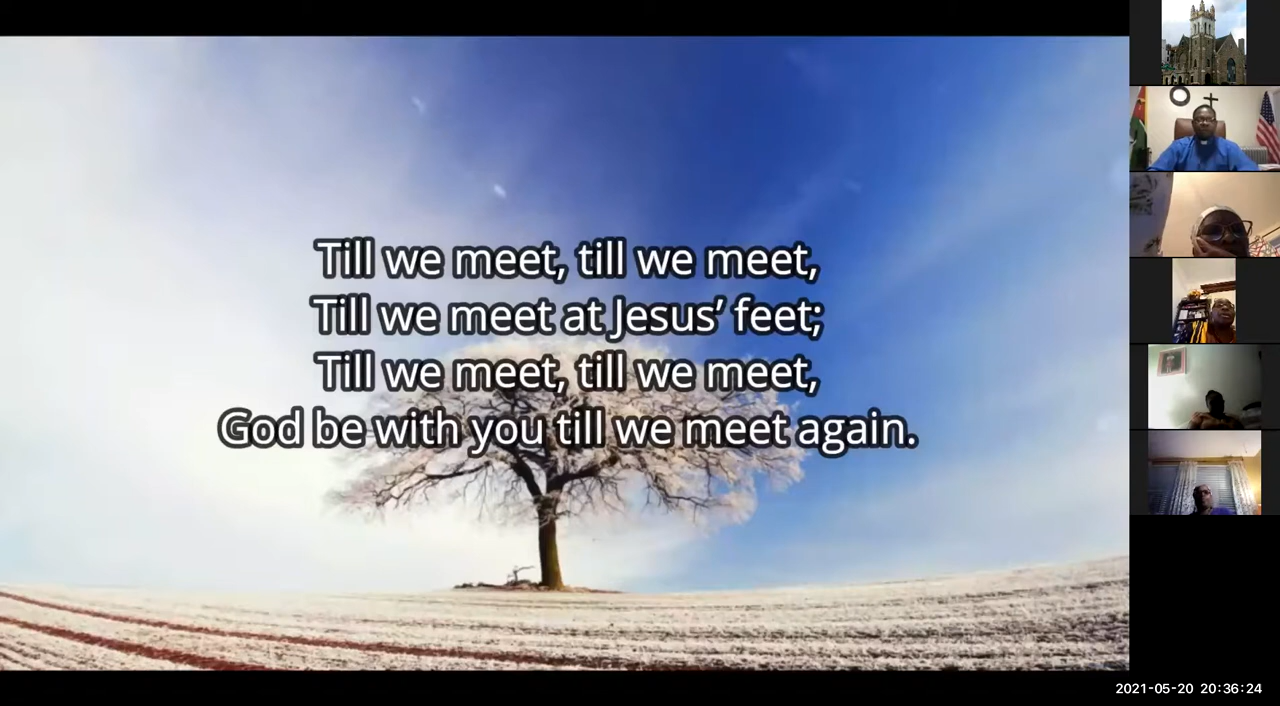 Till we meet, till we meet,
Till we meet at Jesus’ feet;
Till we meet, till we meet,
God be with you till we meet again.
2021-05-20 20:36:24